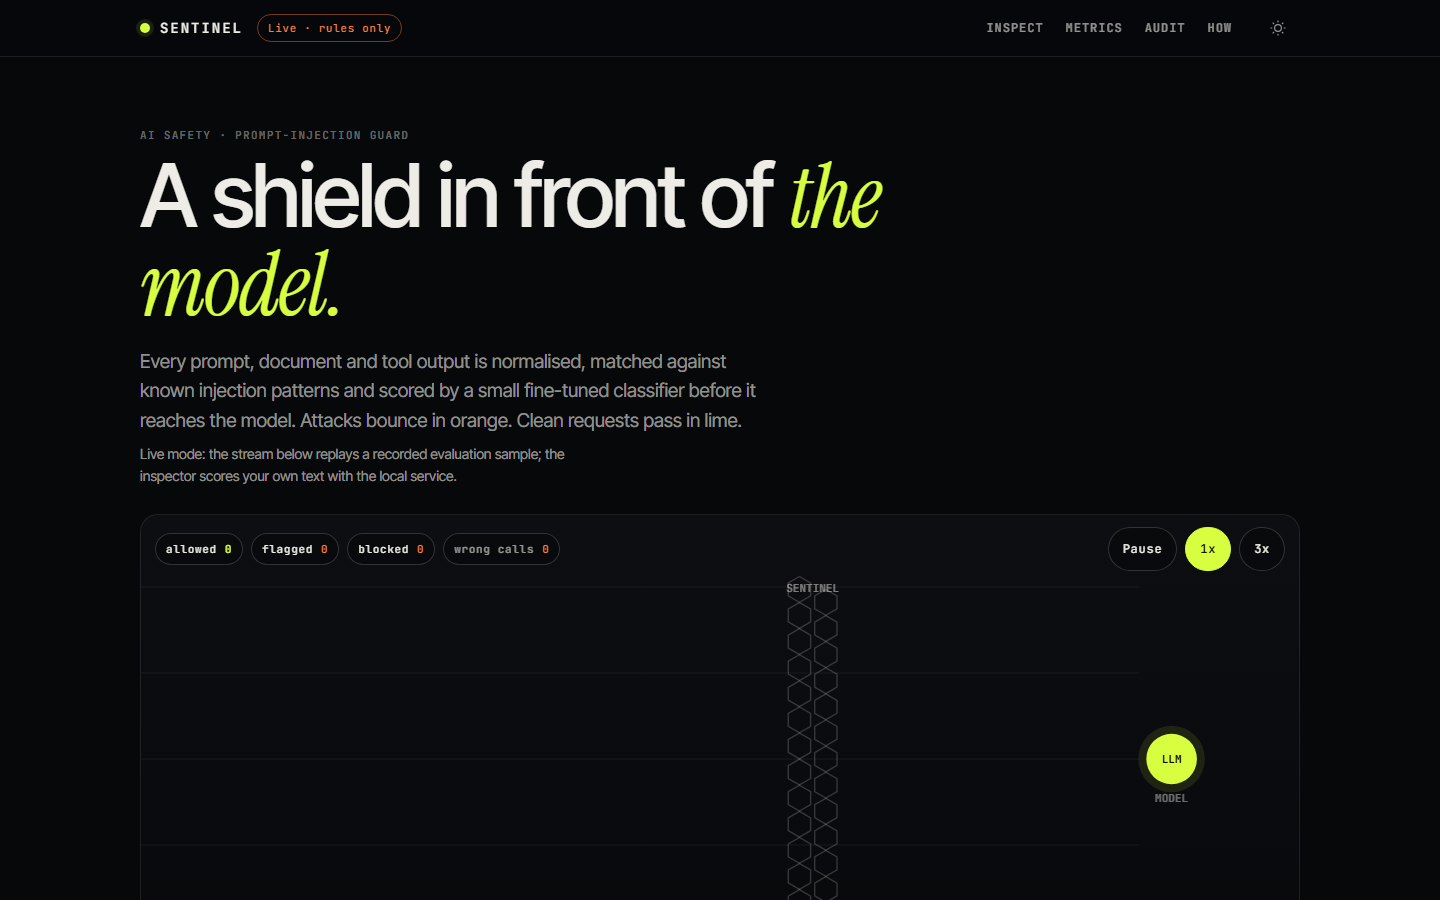 SENTINEL
Live · rules only
INSPECT METRICS AUDIT HOW
AI SAFETY · PROMPT-INJECTION GUARD
A shield in front of the
model.
Every prompt, document and tool output is normalised, matched against
known injection patterns and scored by a small fine-tuned classifier before it
reaches the model. Attacks bounce in orange. Clean requests pass in lime.
Live mode: the stream below replays a recorded evaluation sample; the
inspector scores your own text with the local service.
allowed 0 flagged 0 blocked 0 wrong calls 0
Pause 1x 3x
SENTINEL
LLM
MODEL